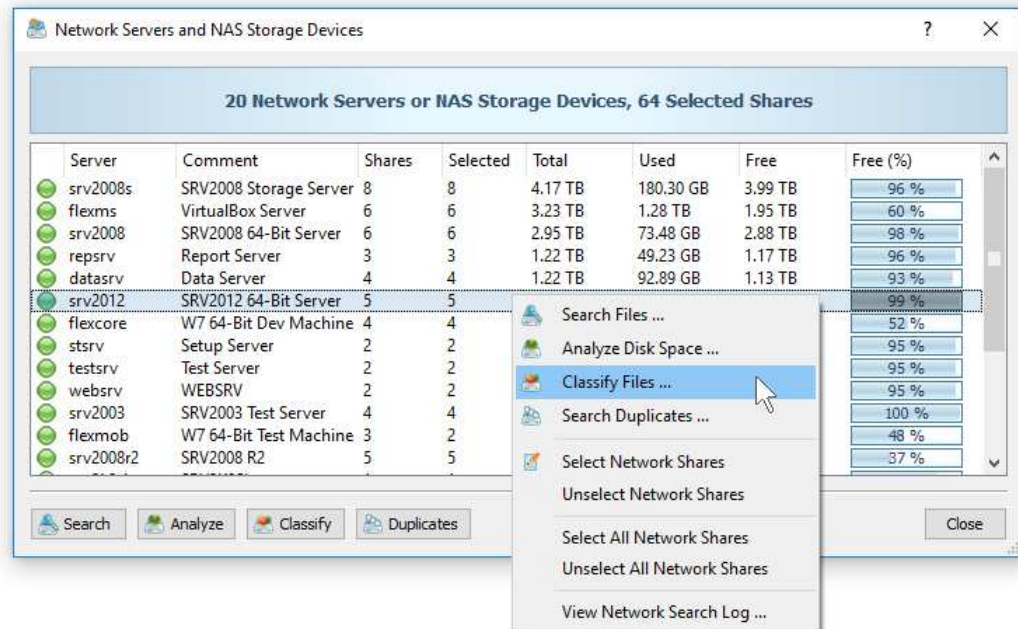 Network Servers and NAS Storage Devices ?
20 Network Servers or NAS Storage Devices, 64 Selected Shares
Server Comment Shares Selected Total Used Free Free (%)
srv2008s SRV2008 Storage Server 8 8 4.17 TB 180.30 GB 3.99 TB 96 %
flexms VirtualBox Server 6 6 3.23 TB 1.28 TB 1.95 TB 60 %
srv2008 SRV2008 64-Bit Server 6 6 2.95 TB 73.48 GB 2.88 TB 98 %
repsrv Report Server 3 3 1.22 TB 49.23 GB 1.17 TB 96 %
datasrv Data Server 4 4 1.22 TB 92.89 GB 1.13 TB 93 %
srv2012 SRV2012 64-Bit Server 5 5 99 %
flexcore W7 64-Bit Dev Machine 4 4 52 %
stsrv Setup Server 2 2 95 %
testsrv Test Server 2 2 95 %
websrv WEBSRV 2 2 95 %
srv2003 SRV2003 Test Server 4 4 100 %
flexmob W7 64-Bit Test Machine 3 2 48 %
srv2008r2 SRV2008 R2 5 5 37 %
Search Files ...
Analyze Disk Space ...
Classify Files ...
Search Duplicates ...
Select Network Shares
Unselect Network Shares
Select All Network Shares
Unselect All Network Shares
View Network Search Log ...
Search Analyze Classify Duplicates Close